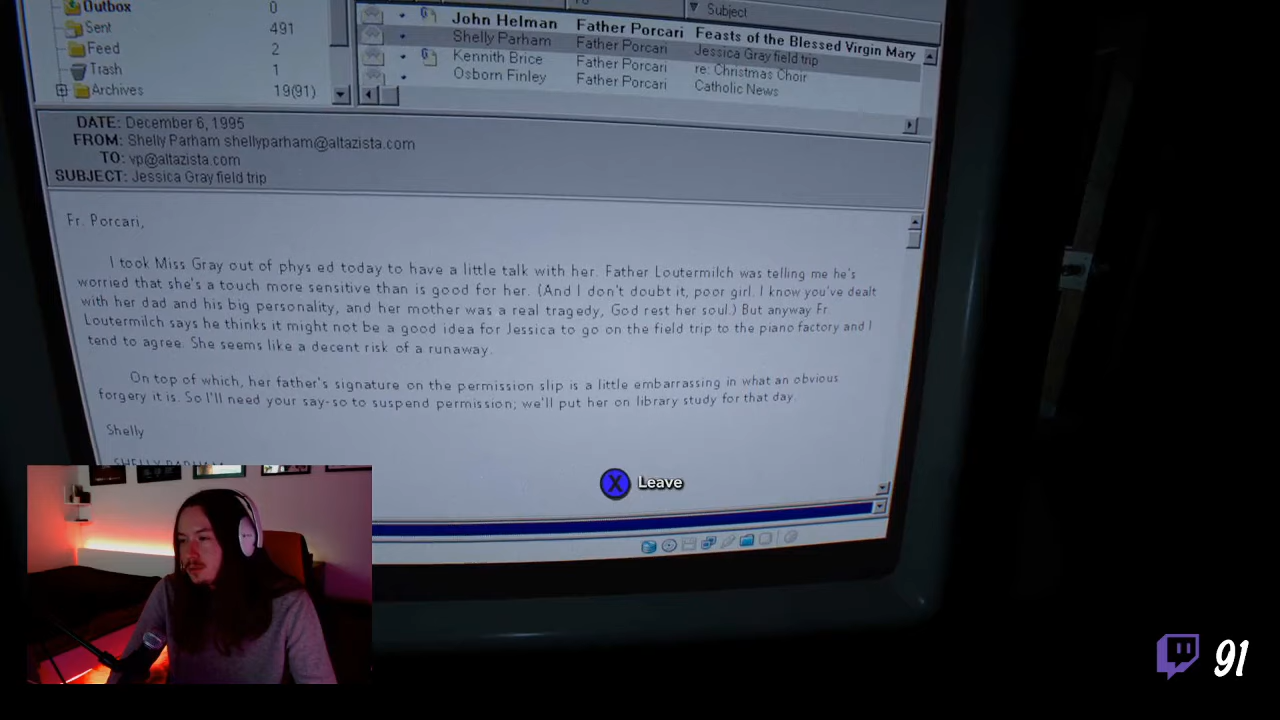 Outbox 0
Sent 491
Feed 2
Trash 1
Archives 19(91)
Subject
John Helman Father Porcari Feasts of the Blessed Virgin Mary
Shelly Parham Father Porcari Jessica Gray field trip
Kennith Brice Father Porcari re: Christmas Choir
Osborn Finley Father Porcari Catholic News
DATE: December 6, 1995
FROM: Shelly Parham shellyparham@altazista.com
TO: vp@altazista.com
SUBJECT: Jessica Gray field trip
Fr. Porcari,
I took Miss Gray out of phys ed today to have a little talk with her. Father Loutermilch was telling me he's
worried that she's a touch more sensitive than is good for her. (And I don't doubt it, poor girl. I know you've dealt
with her dad and his big personality, and her mother was a real tragedy, God rest her soul.) But anyway Fr.
Loutermilch says he thinks it might not be a good idea for Jessica to go on the field trip to the piano factory and I
tend to agree. She seems like a decent risk of a runaway.
On top of which, her father's signature on the permission slip is a little embarrassing in what an obvious
forgery it is. So I'll need your say-so to suspend permission; we'll put her on library study for that day.
Shelly
X Leave
91